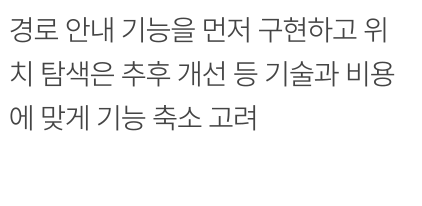 경로 안내 기능을 먼저 구현하고 위
치 탐색은 추후 개선 등 기술과 비용
에 맞게 기능 축소 고려